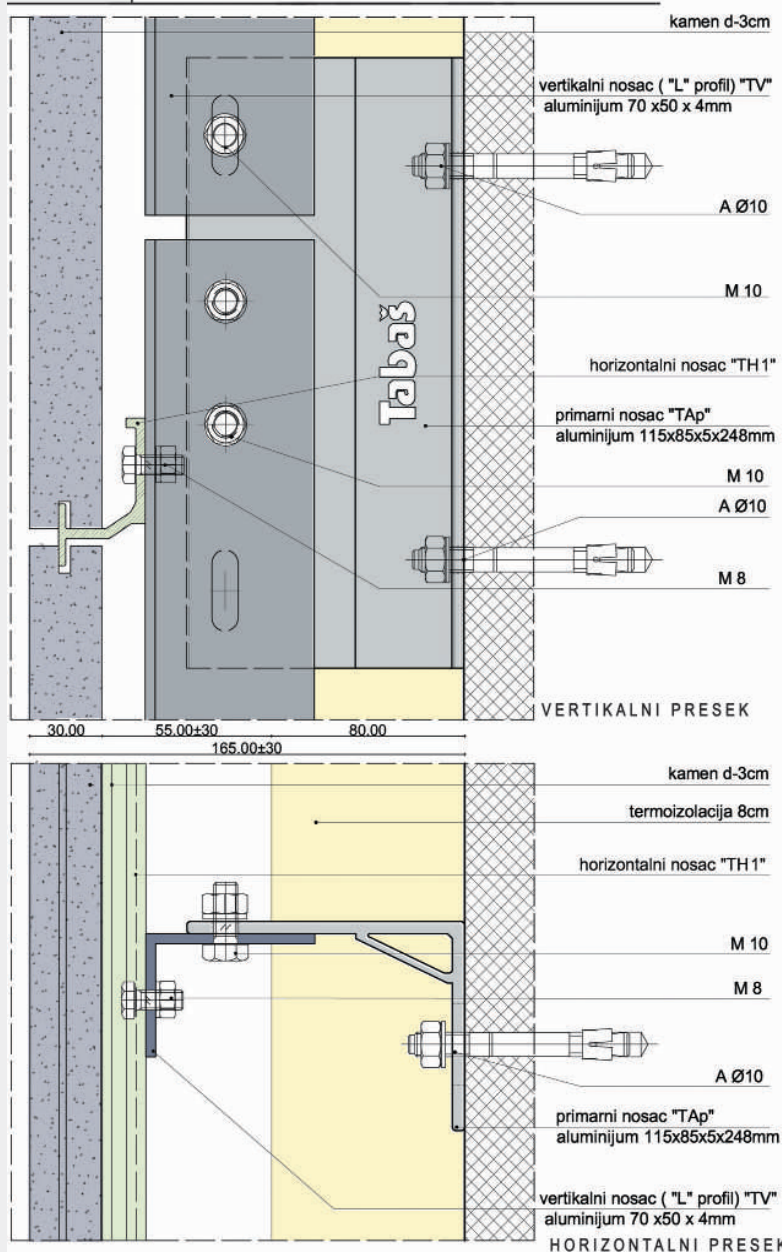 kamen d-3cm
vertikalni nosac ( "L" profil) "TV"
aluminijum 70 x50 x 4mm
A Ø10
M 10
horizontalni nosac "TH1"
Tabaš
primarni nosac "TAp"
aluminijum 115x85x5x248mm
M 10
A Ø10
M 8
VERTIKALNI PRESEK
30.00 55.00±30 80.00
165.00±30
kamen d-3cm
termoizolacija 8cm
horizontalni nosac "TH1"
M 10
M 8
A Ø10
primarni nosac "TAp"
aluminijum 115x85x5x248mm
vertikalni nosac ( "L" profil) "TV"
aluminijum 70 x50 x 4mm
HORIZONTALNI PRESEK